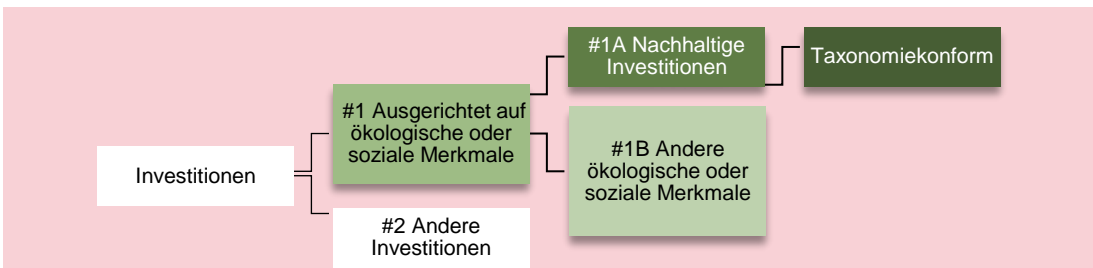 Investitionen
#1 Ausgerichtet auf
ökologische oder
soziale Merkmale
#2 Andere
Investitionen
#1A Nachhaltige
Investitionen
#1B Andere
ökologische oder
soziale Merkmale
Taxonomiekonform